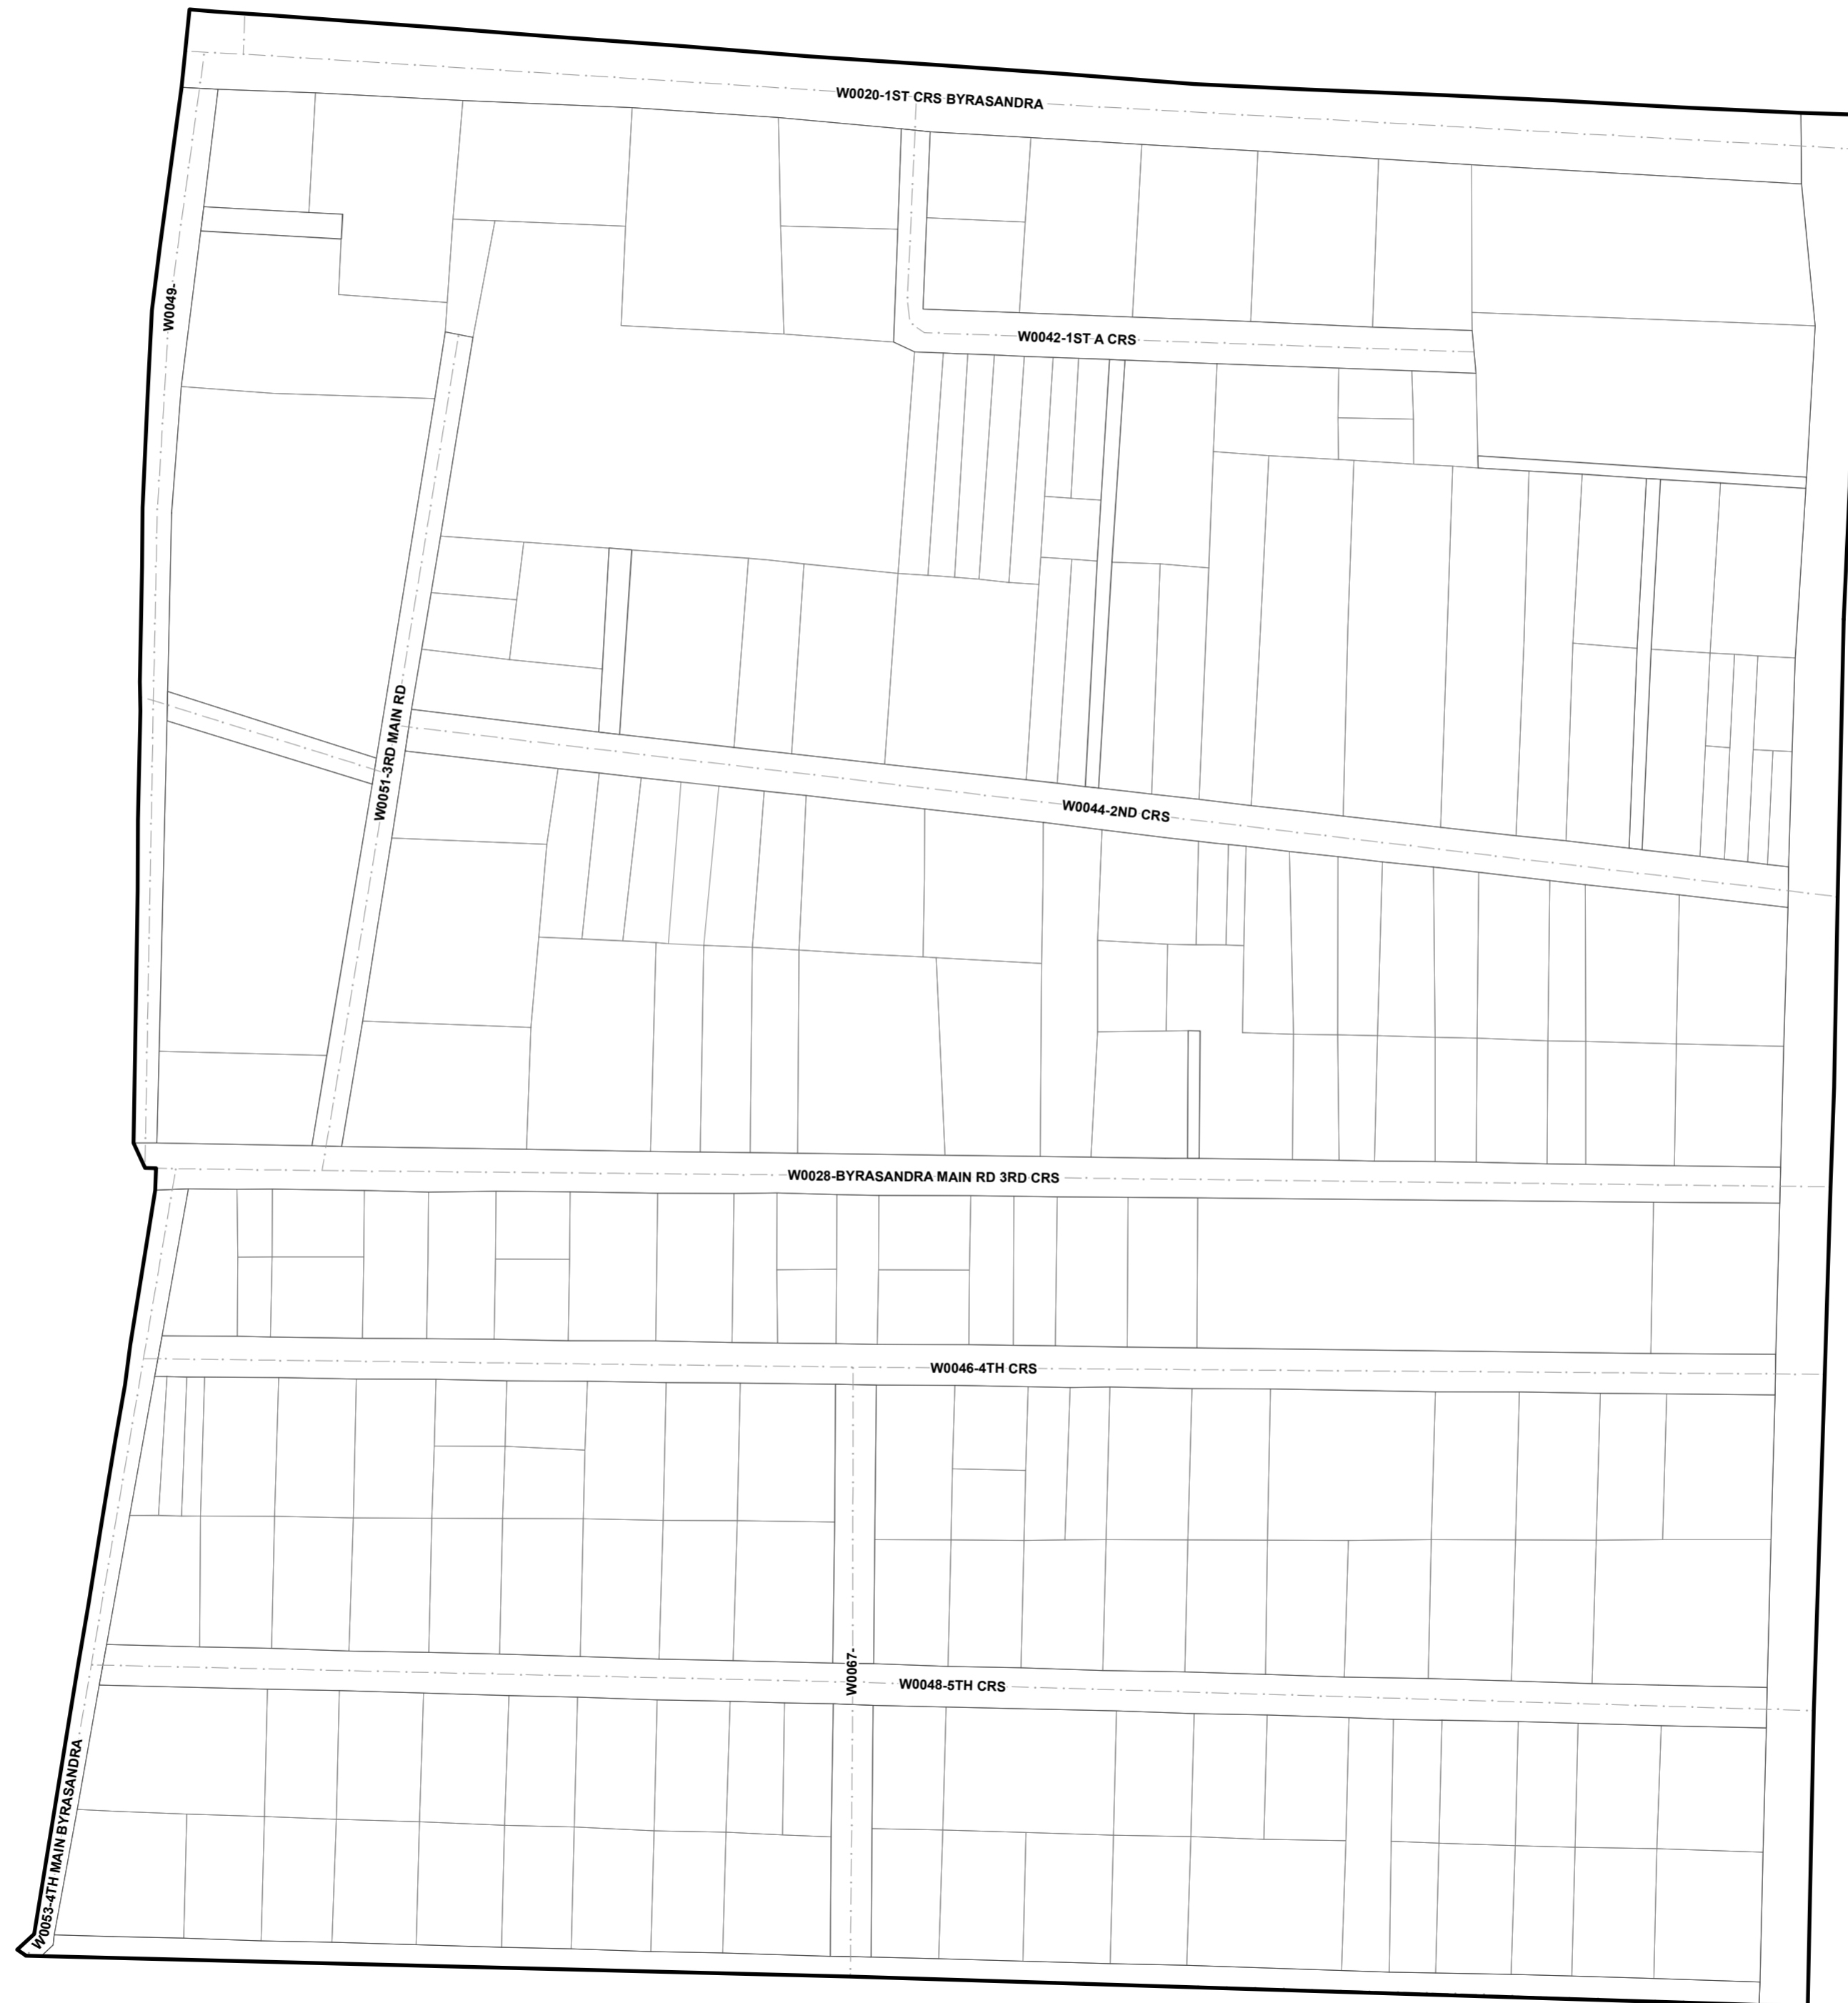 W0020-1ST CRS BYRASANDRA
W0049-
W0042-1ST A CRS
W0051-3RD MAIN RD
W0044-2ND CRS
W0028-BYRASANDRA MAIN RD 3RD CRS
W0046-4TH CRS
W0067-
W0048-5TH CRS
W0053-4TH MAIN BYRASANDRA